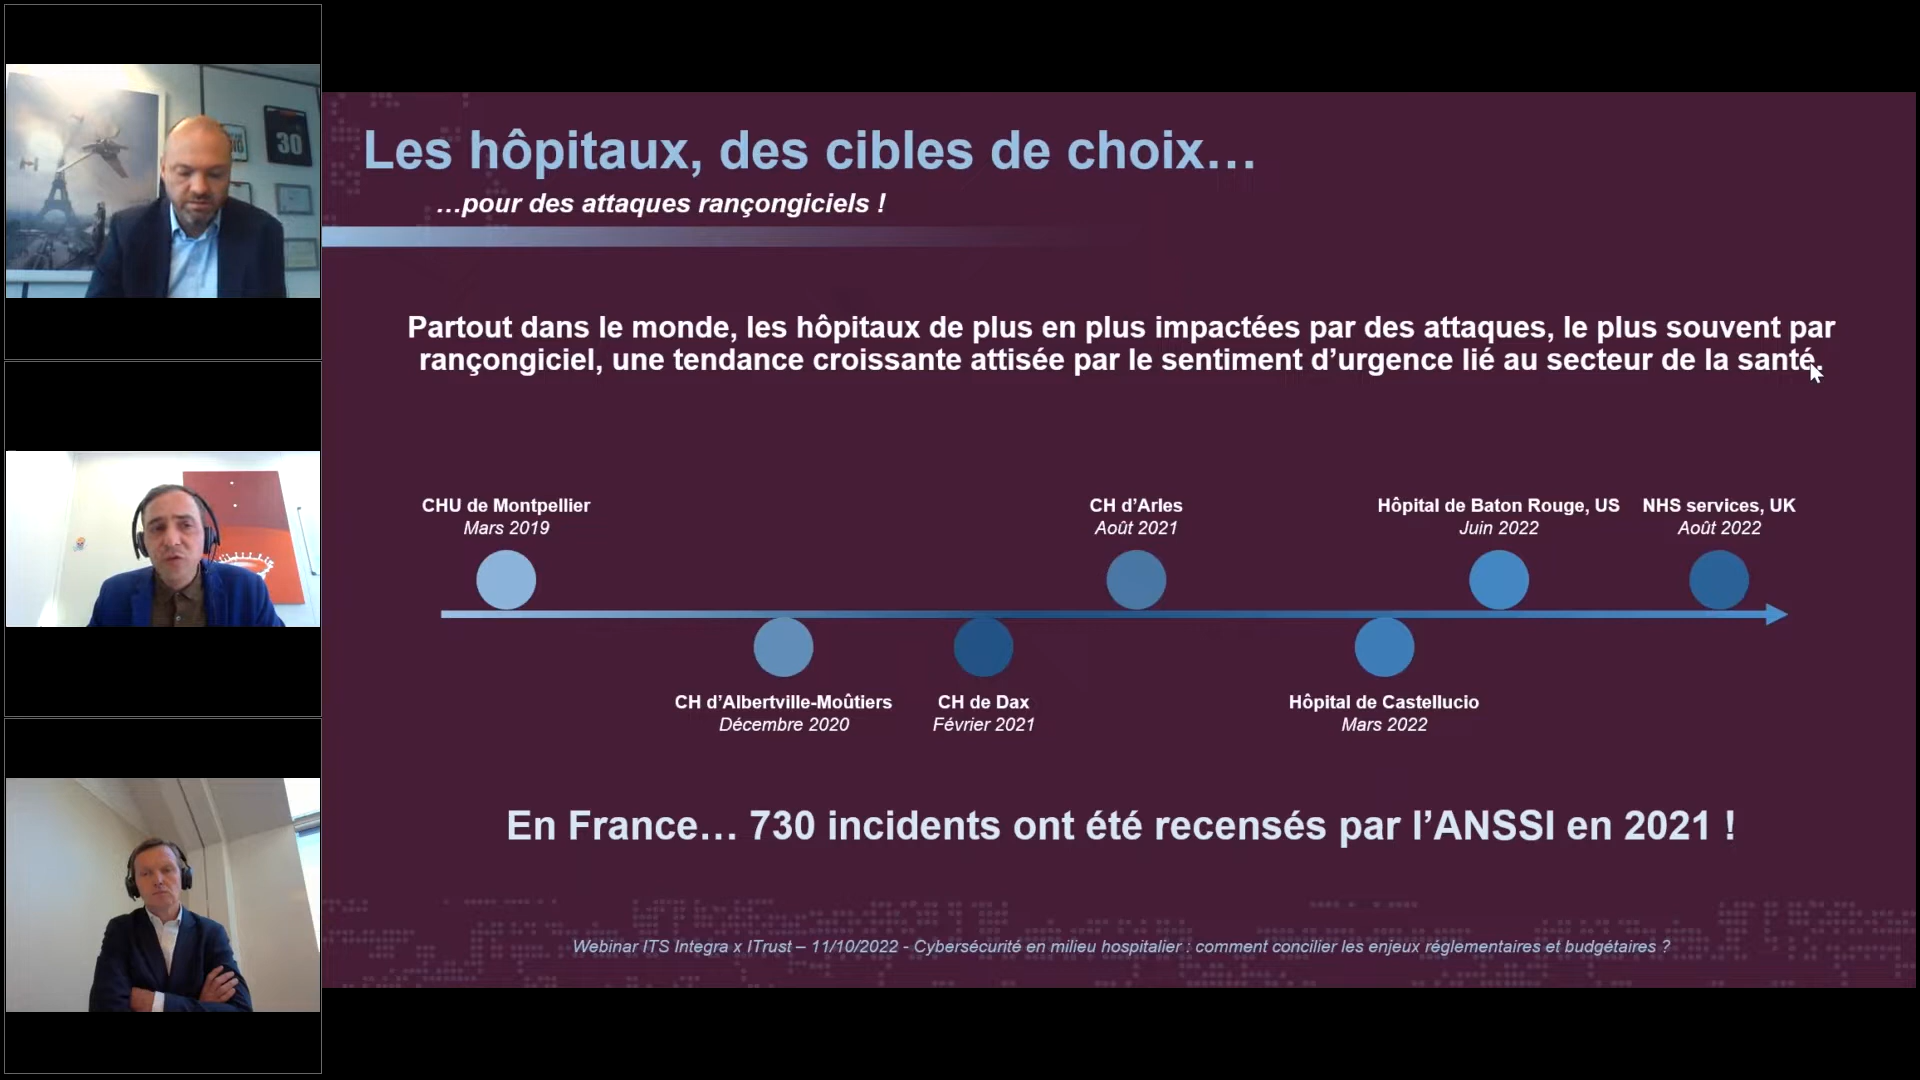 30
Les hôpitaux, des cibles de choix…
…pour des attaques rançongiciels !
Partout dans le monde, les hôpitaux de plus en plus impactées par des attaques, le plus souvent par
rançongiciel, une tendance croissante attisée par le sentiment d’urgence lié au secteur de la santé.
CHU de Montpellier
Mars 2019
CH d’Arles
Août 2021
Hôpital de Baton Rouge, US
Juin 2022
NHS services, UK
Août 2022
CH d’Albertville-Moûtiers
Décembre 2020
CH de Dax
Février 2021
Hôpital de Castellucio
Mars 2022
En France… 730 incidents ont été recensés par l’ANSSI en 2021 !
Webinar ITS Integra x ITrust – 11/10/2022 - Cybersécurité en milieu hospitalier : comment concilier les enjeux réglementaires et budgétaires ?